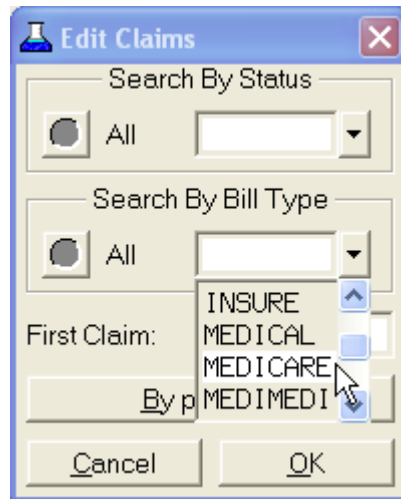 Edit Claims
Search By Status
All
Search By Bill Type
All
INSURE
First Claim:
MEDICAL
MEDICARE
By p
MEDIMEDI
Cancel
OK